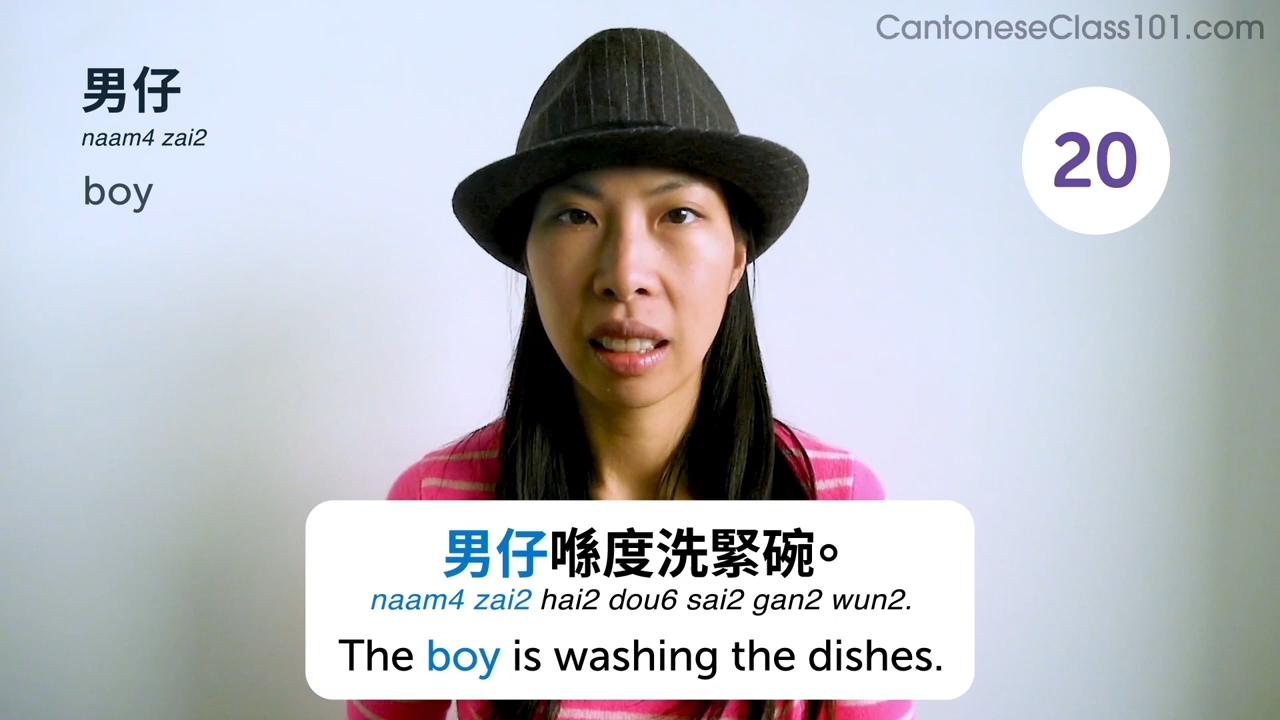 CantoneseClass101.com
男仔
naam4 zai2
boy
20
男仔喺度洗緊碗。
naam4 zai2 hai2 dou6 sai2 gan2 wun2.
The boy is washing the dishes.